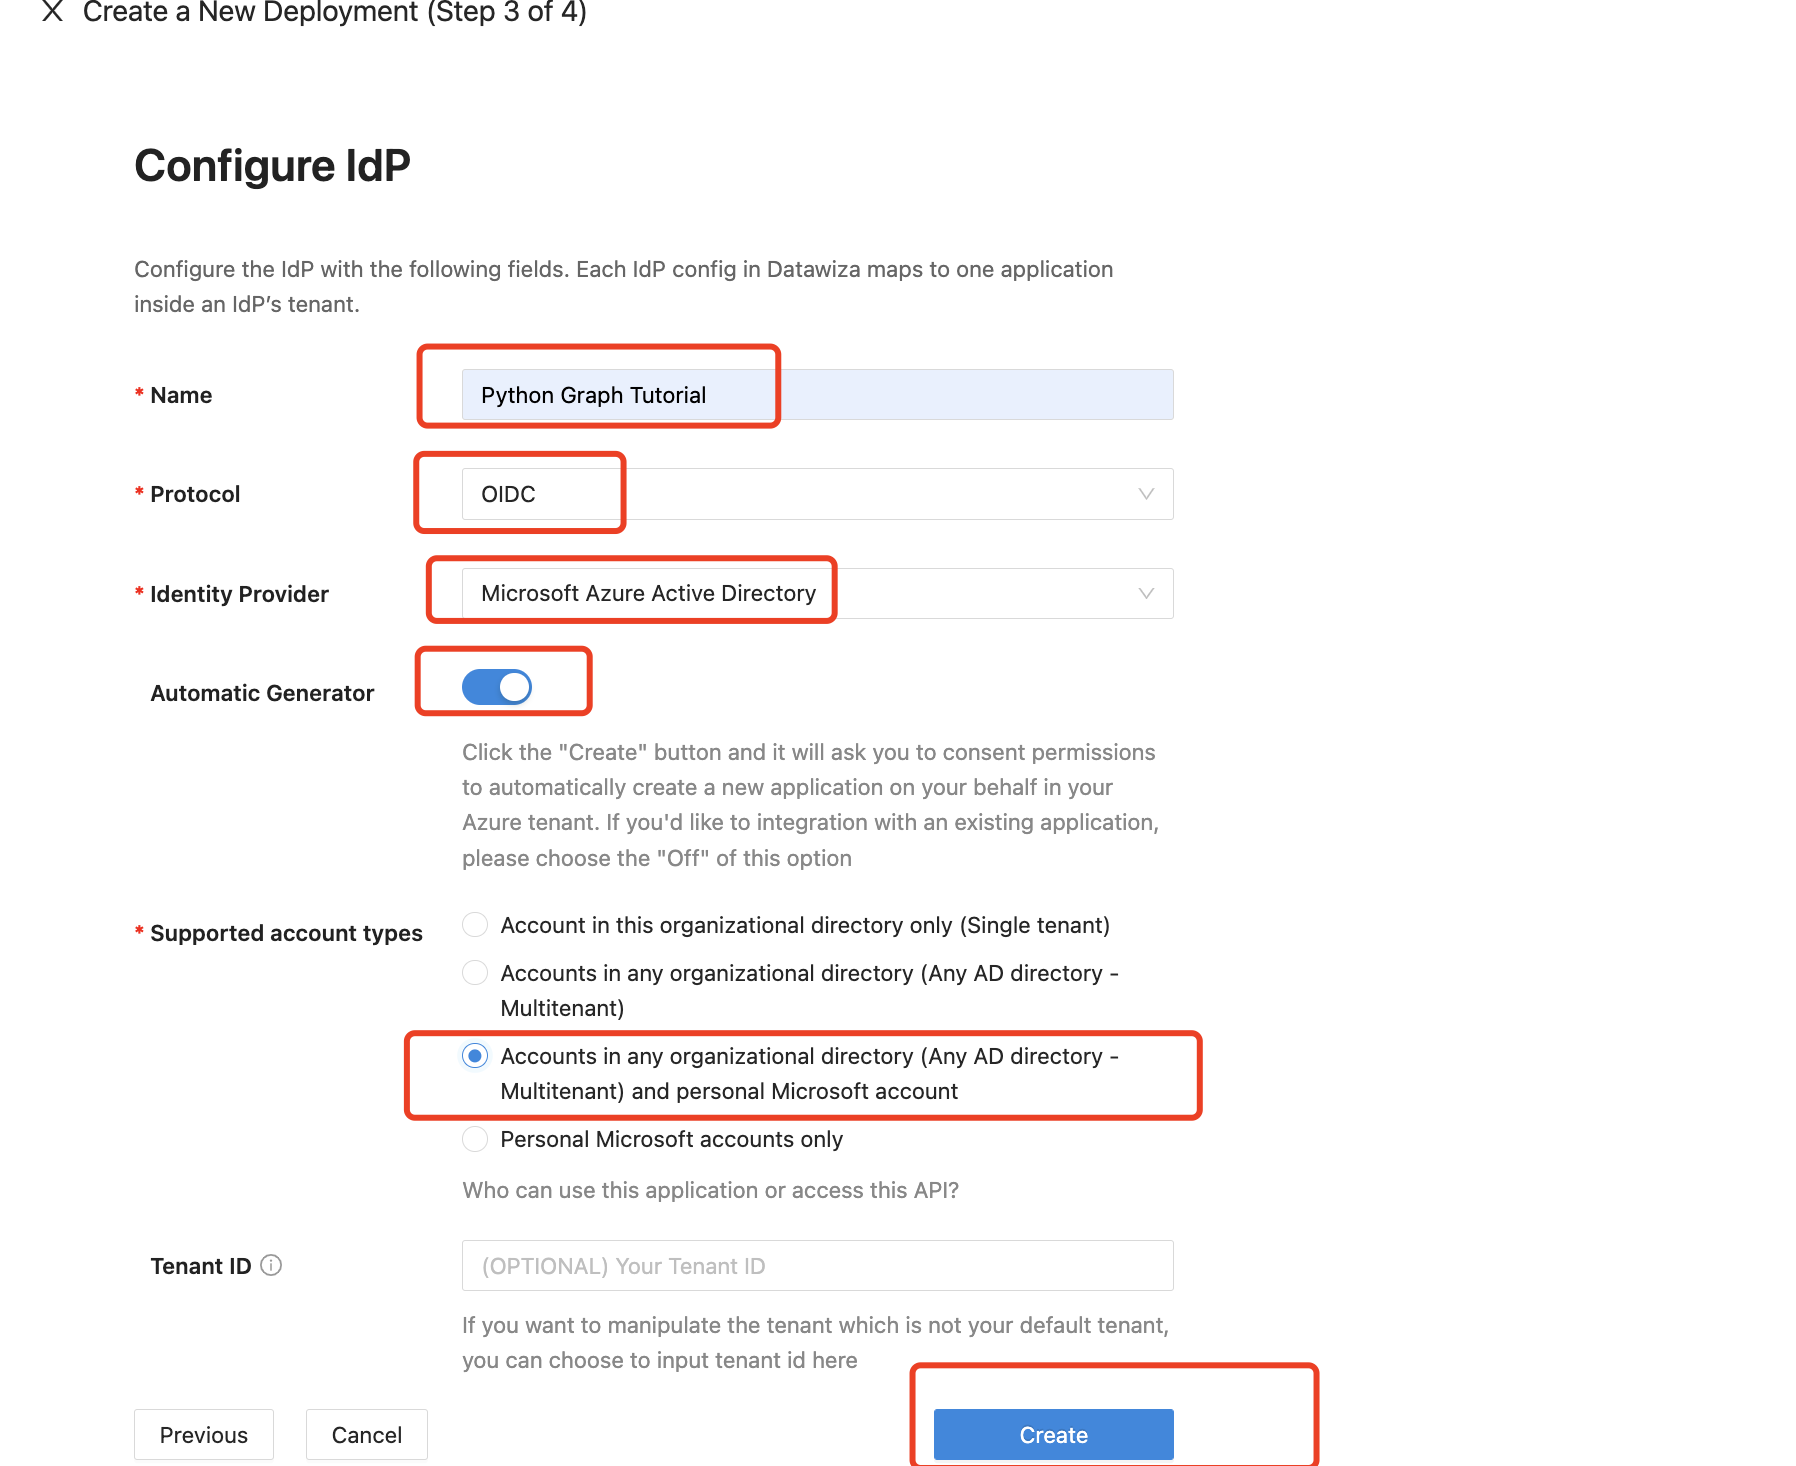 X Create a New Deployment (Step 3 of 4)
Configure IdP
Configure the IdP with the following fields. Each IdP config in Datawiza maps to one application
inside an IdP's tenant.
* Name
Python Graph Tutorial
* Protocol
OIDC
* Identity Provider
Microsoft Azure Active Directory
Automatic Generator
Click the "Create" button and it will ask you to consent permissions
to automatically create a new application on your behalf in your
Azure tenant. If you'd like to integration with an existing application,
please choose the "Off" of this option
* Supported account types
Account in this organizational directory only (Single tenant)
Accounts in any organizational directory (Any AD directory -
Multitenant)
Accounts in any organizational directory (Any AD directory -
Multitenant) and personal Microsoft account
Personal Microsoft accounts only
Who can use this application or access this API?
Tenant ID
(OPTIONAL) Your Tenant ID
If you want to manipulate the tenant which is not your default tenant,
you can choose to input tenant id here
Previous
Cancel
Create